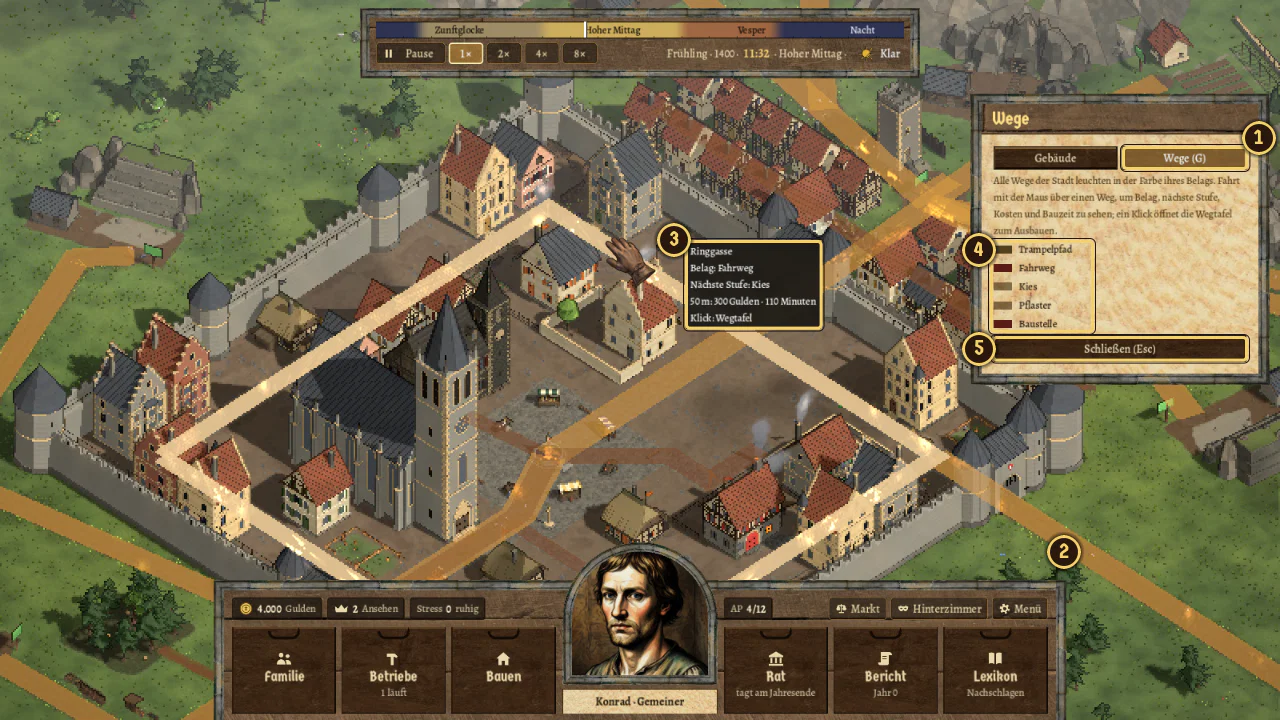 Zunftglocke
Hoher Mittag
Vesper
Nacht
Pause
1×
2×
4×
8×
Frühling · 1400 · 11:32 · Hoher Mittag ·
Klar
Wege
1
Gebäude
Wege (G)
Alle Wege der Stadt leuchten in der Farbe ihres Belags. Fahrt
mit der Maus über einen Weg, um Belag, nächste Stufe,
Kosten und Bauzeit zu sehen; ein Klick öffnet die Wegtafel
zum Ausbauen.
4
Trampelpfad
Fahrweg
Kies
Pflaster
Baustelle
5
Schließen (Esc)
3
Ringgasse
Belag: Fahrweg
Nächste Stufe: Kies
50 m: 300 Gulden · 110 Minuten
Klick: Wegtafel
2
4.000 Gulden
2 Ansehen
Stress 0 ruhig
AP 4/12
Markt
Hinterzimmer
Menü
Familie
Betriebe
1 läuft
Bauen
Konrad · Gemeiner
Rat
tagt am Jahresende
Bericht
Jahr 0
Lexikon
Nachschlagen